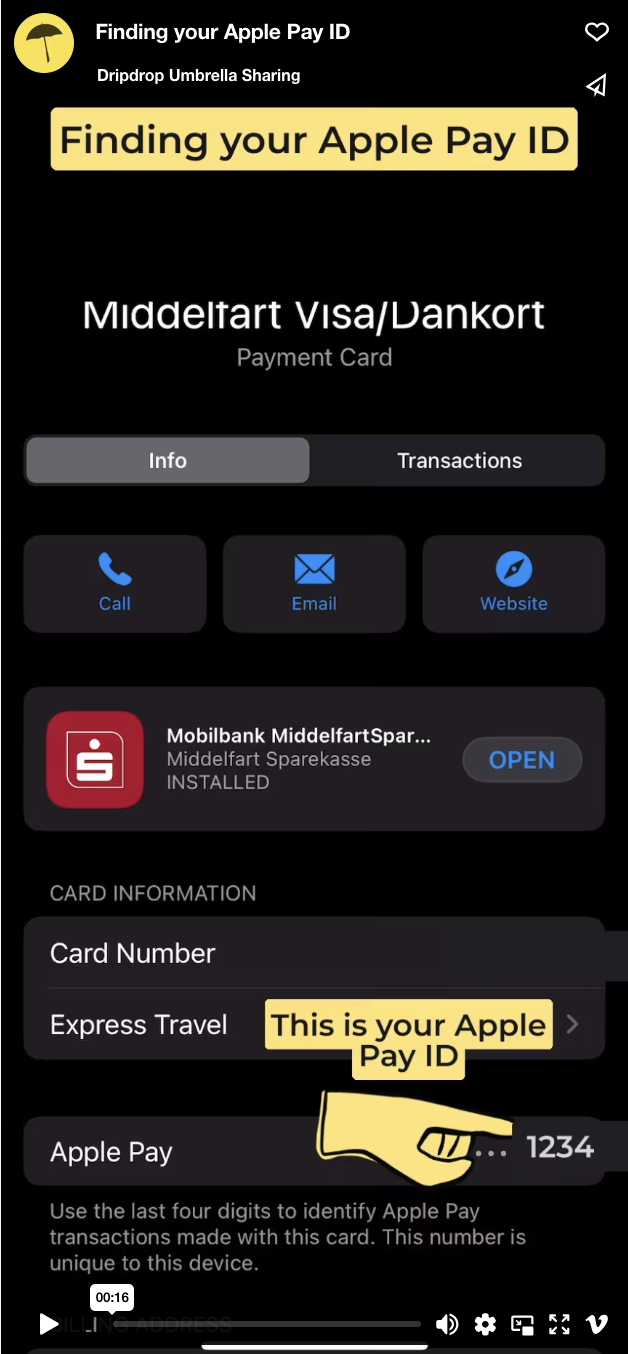 Finding your Apple Pay ID
Dripdrop Umbrella Sharing
Finding your Apple Pay ID
Middelfart Visa/Dankort
Payment Card
Info
Transactions
Call
Email
Website
Mobilbank MiddelfartSpar...
Middelfart Sparekasse
INSTALLED
OPEN
CARD INFORMATION
Card Number
Express Travel
This is your Apple
Pay ID
Apple Pay
... 1234
Use the last four digits to identify Apple Pay
transactions made with this card. This number is
unique to this device.
00:16
BILLING ADDRESS